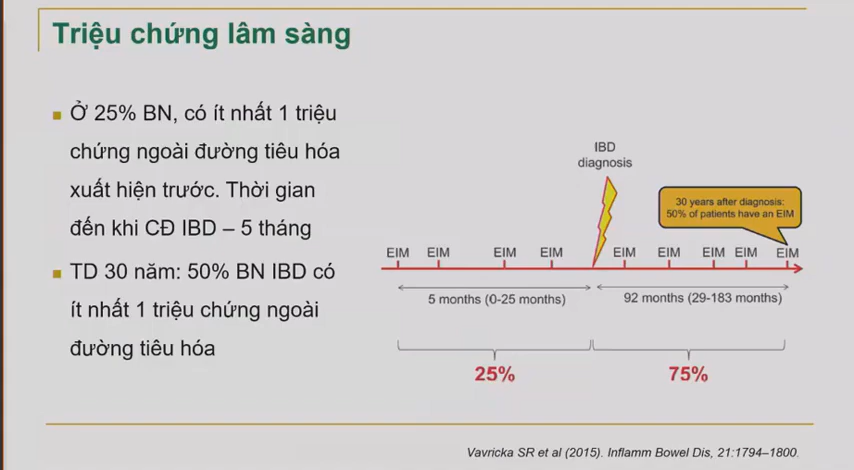 Triệu chứng lâm sàng
Ở 25% BN, có ít nhất 1 triệu
chứng ngoài đường tiêu hóa
xuất hiện trước. Thời gian
đến khi CĐ IBD – 5 tháng
TD 30 năm: 50% BN IBD có
ít nhất 1 triệu chứng ngoài
đường tiêu hóa
IBD
diagnosis
30 years after diagnosis:
50% of patients have an EIM
EIM EIM EIM EIM EIM EIM EIM EIM EIM
5 months (0-25 months) 92 months (29-183 months)
25% 75%
Vavricka SR et al (2015). Inflamm Bowel Dis, 21:1794–1800.